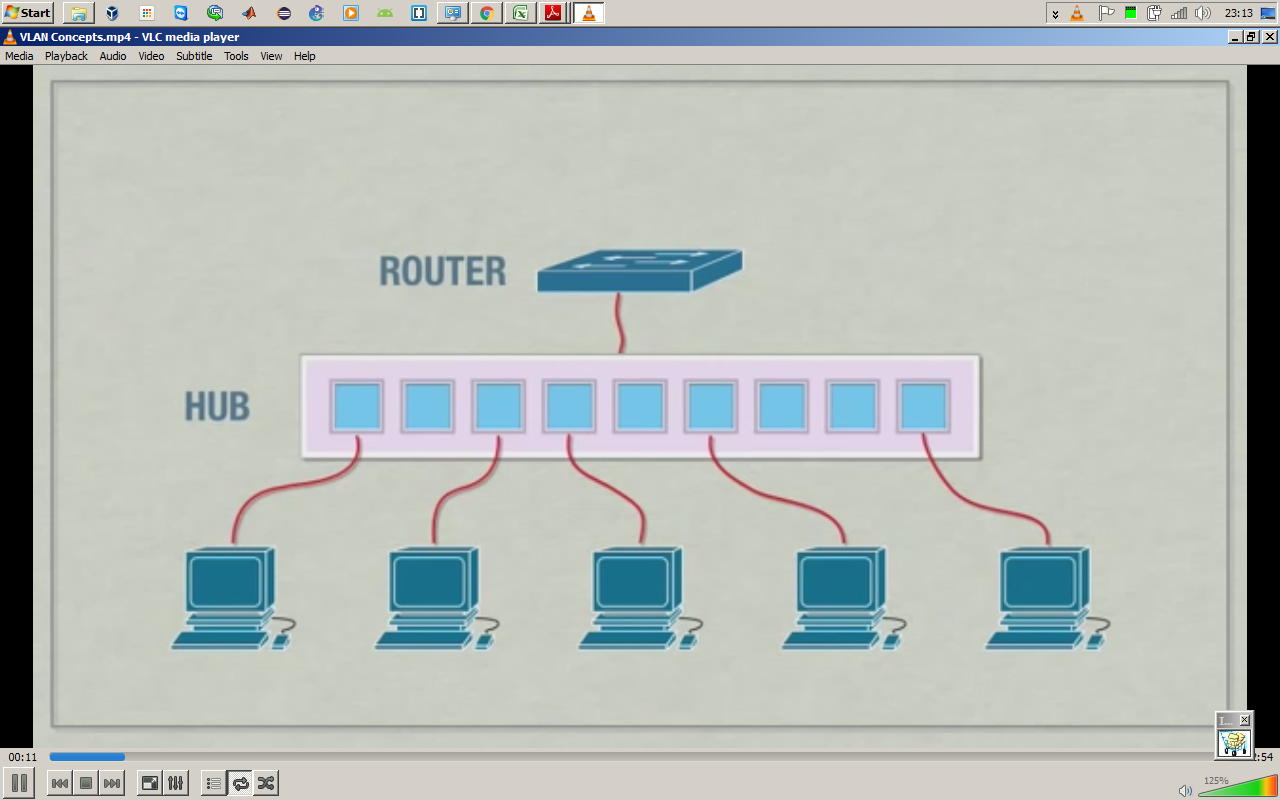 Start
23:13
VLAN Concepts.mp4 - VLC media player
Media Playback Audio Video Subtitle Tools View Help
ROUTER
HUB
I...
00:11
:54
125%